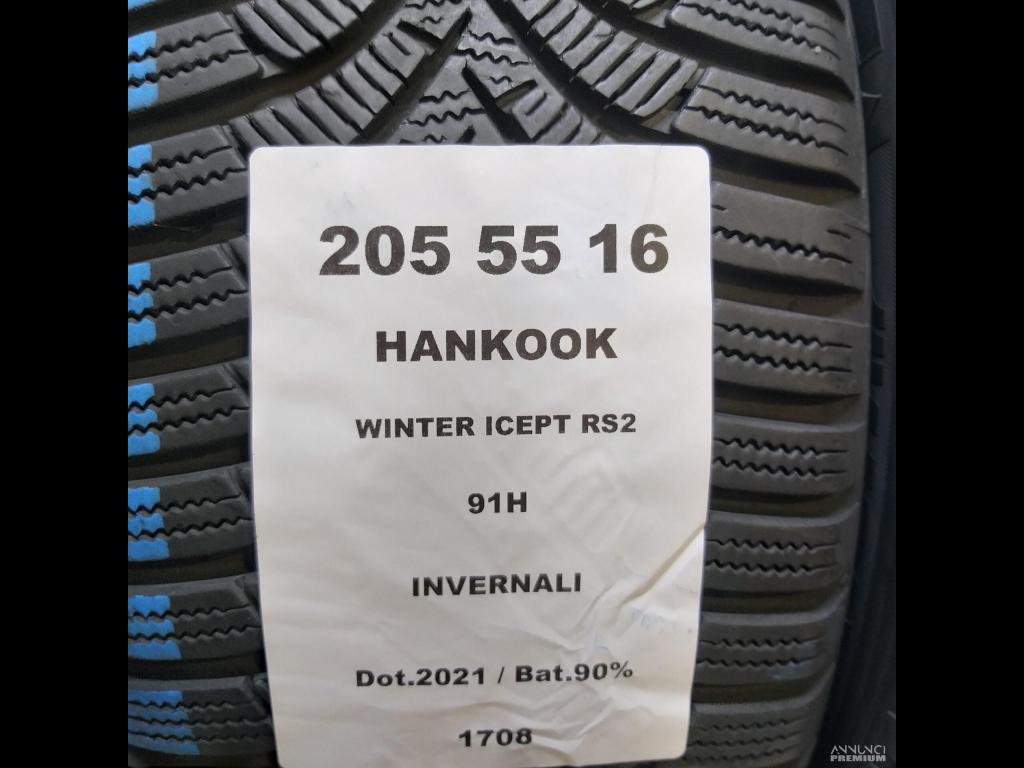 205 55 16
HANKOOK
WINTER ICEPT RS2
91H
INVERNALI
Dot.2021 / Bat.90%
1708
ANNUNCI
PREMIUM